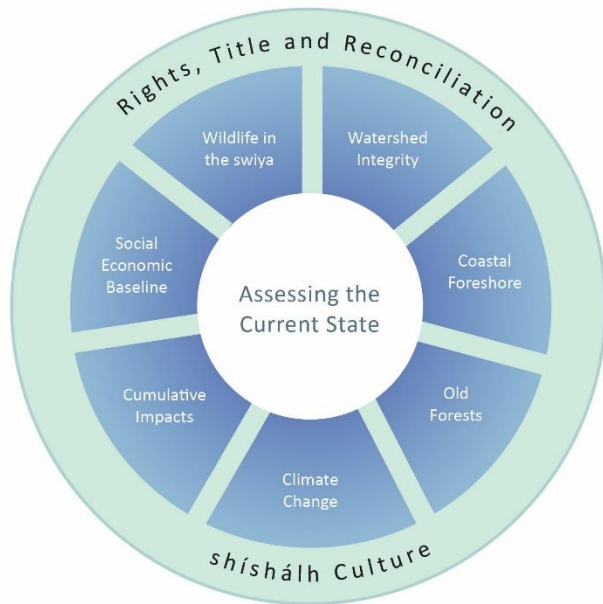 Rights, Title and Reconciliation
Wildlife in
the swiya
Watershed
Integrity
Social
Economic
Baseline
Coastal
Foreshore
Assessing the
Current State
Cumulative
Impacts
Old
Forests
Climate
Change
shíshálh Culture